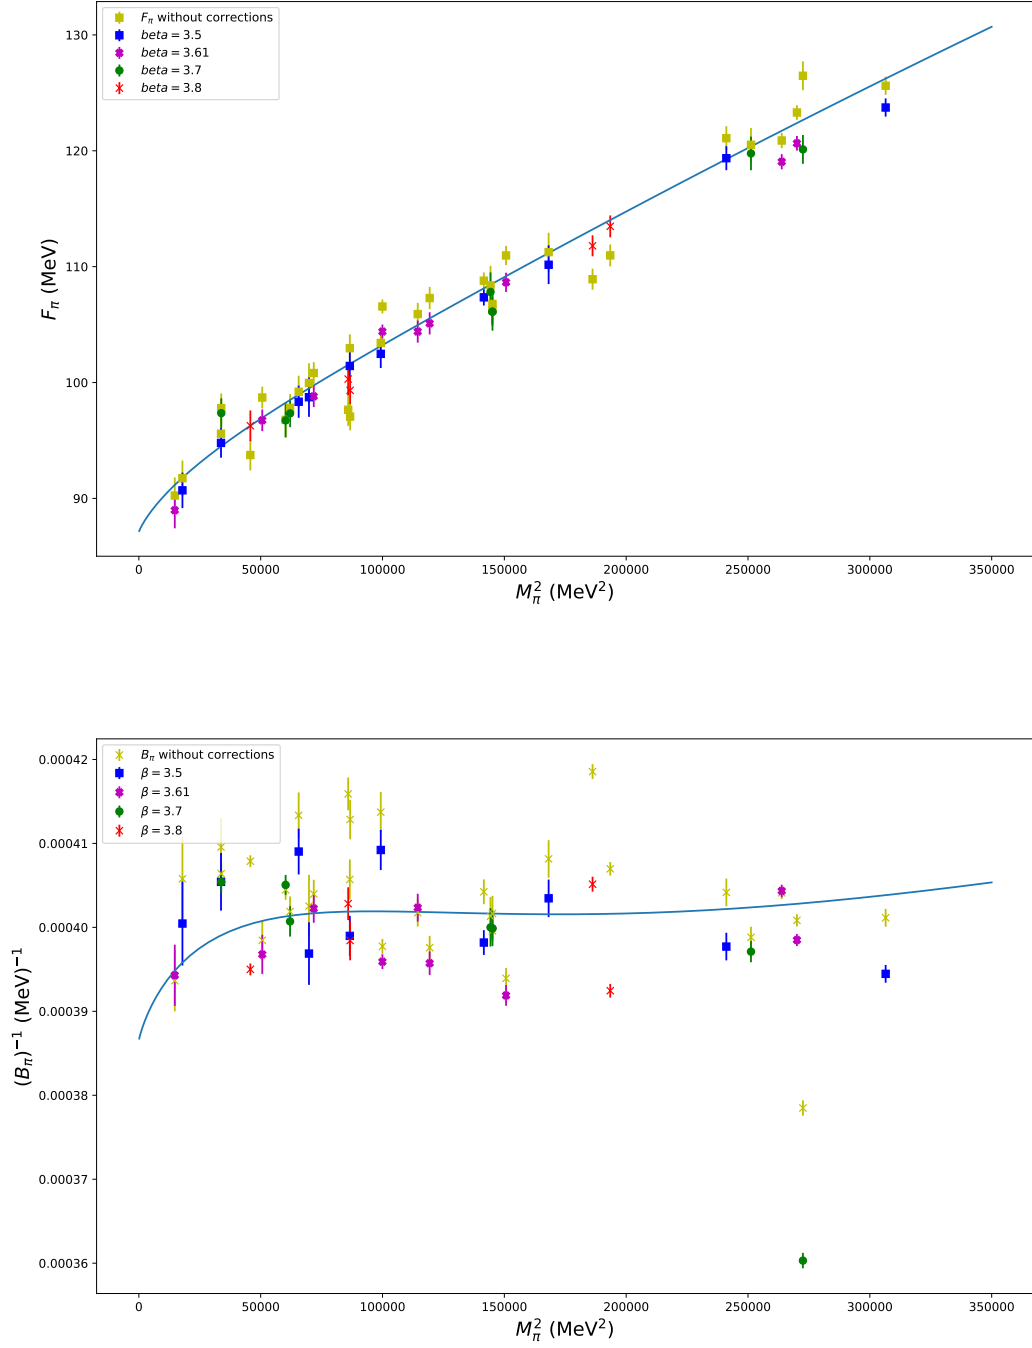 F_π without corrections
beta = 3.5
beta = 3.61
beta = 3.7
beta = 3.8
130
120
110
100
90
F_π (MeV)
0 50000 100000 150000 200000 250000 300000 350000
M_π^2 (MeV^2)
B_π without corrections
β = 3.5
β = 3.61
β = 3.7
β = 3.8
0.00042
0.00041
0.00040
0.00039
0.00038
0.00037
0.00036
(B_π)^{-1} (MeV)^{-1}
0 50000 100000 150000 200000 250000 300000 350000
M_π^2 (MeV^2)